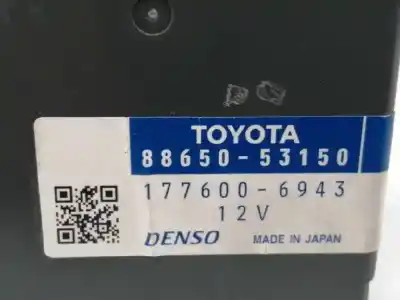 TOYOTA
88650-53150
177600-6943
12V
DENSO MADE IN JAPAN